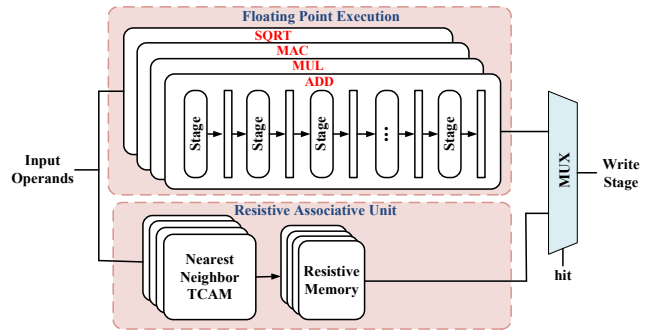 Floating Point Execution
SQRT
MAC
MUL
ADD
Stage
Stage
Stage
...
Stage
Input
Operands
MUX
Write
Stage
hit
Resistive Associative Unit
Nearest
Neighbor
TCAM
Resistive
Memory